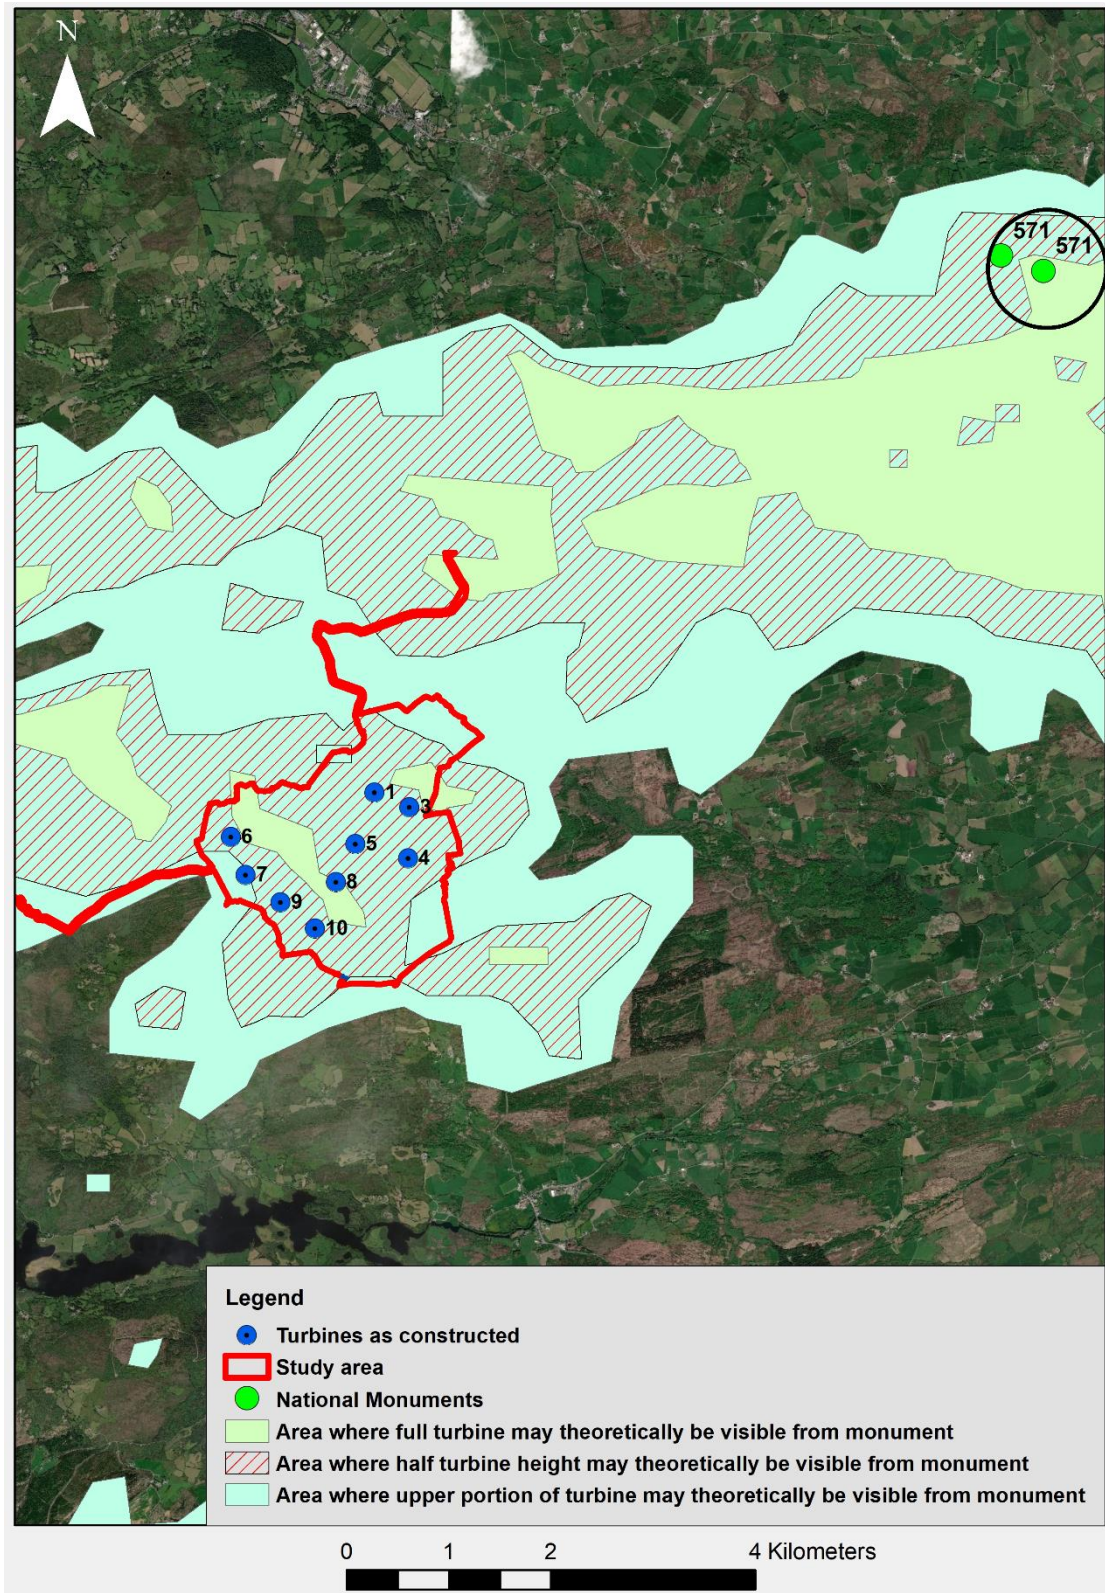 N
571
571
1
3
5
4
6
7
8
9
10
Legend
Turbines as constructed
Study area
National Monuments
Area where full turbine may theoretically be visible from monument
Area where half turbine height may theoretically be visible from monument
Area where upper portion of turbine may theoretically be visible from monument
0 1 2 4 Kilometers